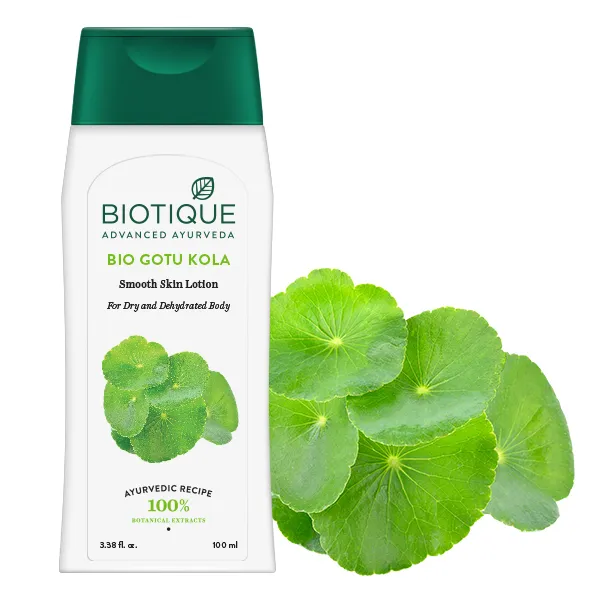 BIOTIQUE
ADVANCED AYURVEDA
BIO GOTU KOLA
Smooth Skin Lotion
For Dry and Dehydrated Body
AYURVEDIC RECIPE
100%
BOTANICAL EXTRACTS
3.38 fl. oz. 100 ml